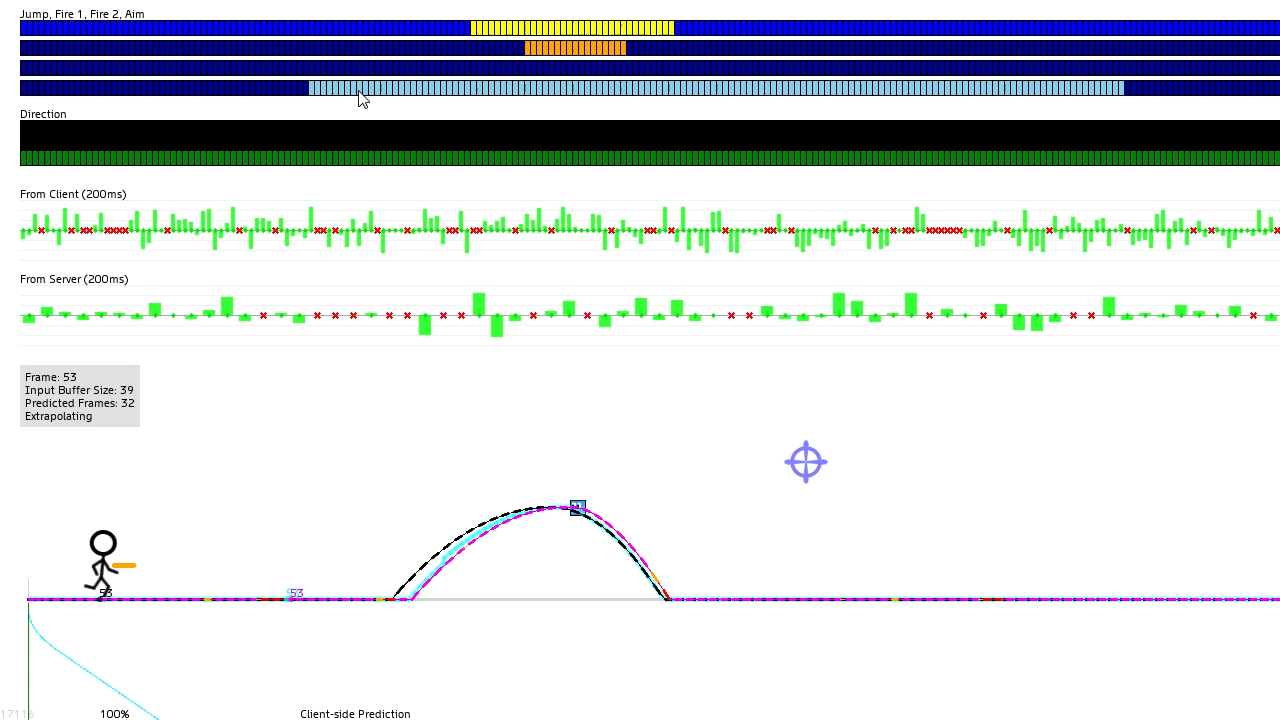 Jump, Fire 1, Fire 2, Aim
Direction
From Client (200ms)
From Server (200ms)
Frame: 53
Input Buffer Size: 39
Predicted Frames: 32
Extrapolating
53
53
100%
Client-side Prediction